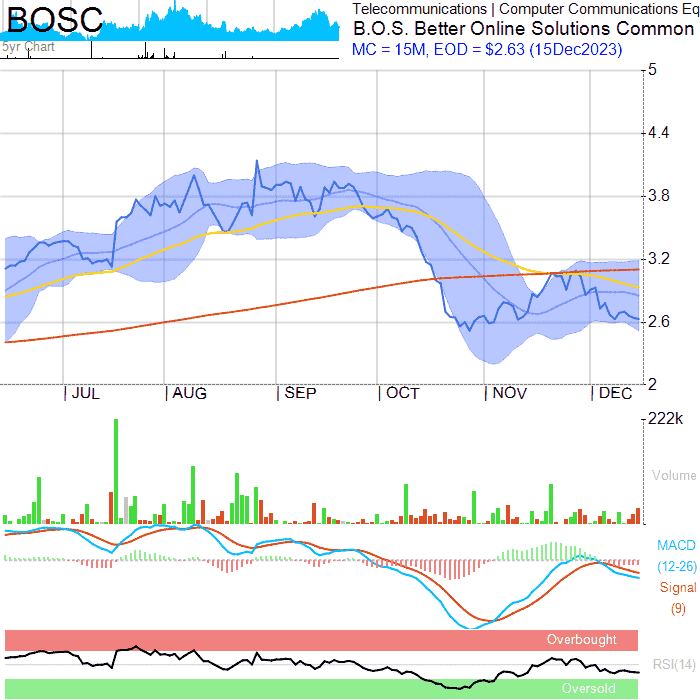 BOSC
5yr Chart
Telecommunications | Computer Communications Eq
B.O.S. Better Online Solutions Common
MC = 15M, EOD = $2.63 (15Dec2023)
5
4.4
3.8
3.2
2.6
2
JUL AUG SEP OCT NOV DEC
222k
Volume
MACD
(12-26)
Signal
(9)
Overbought
RSI(14)
Oversold